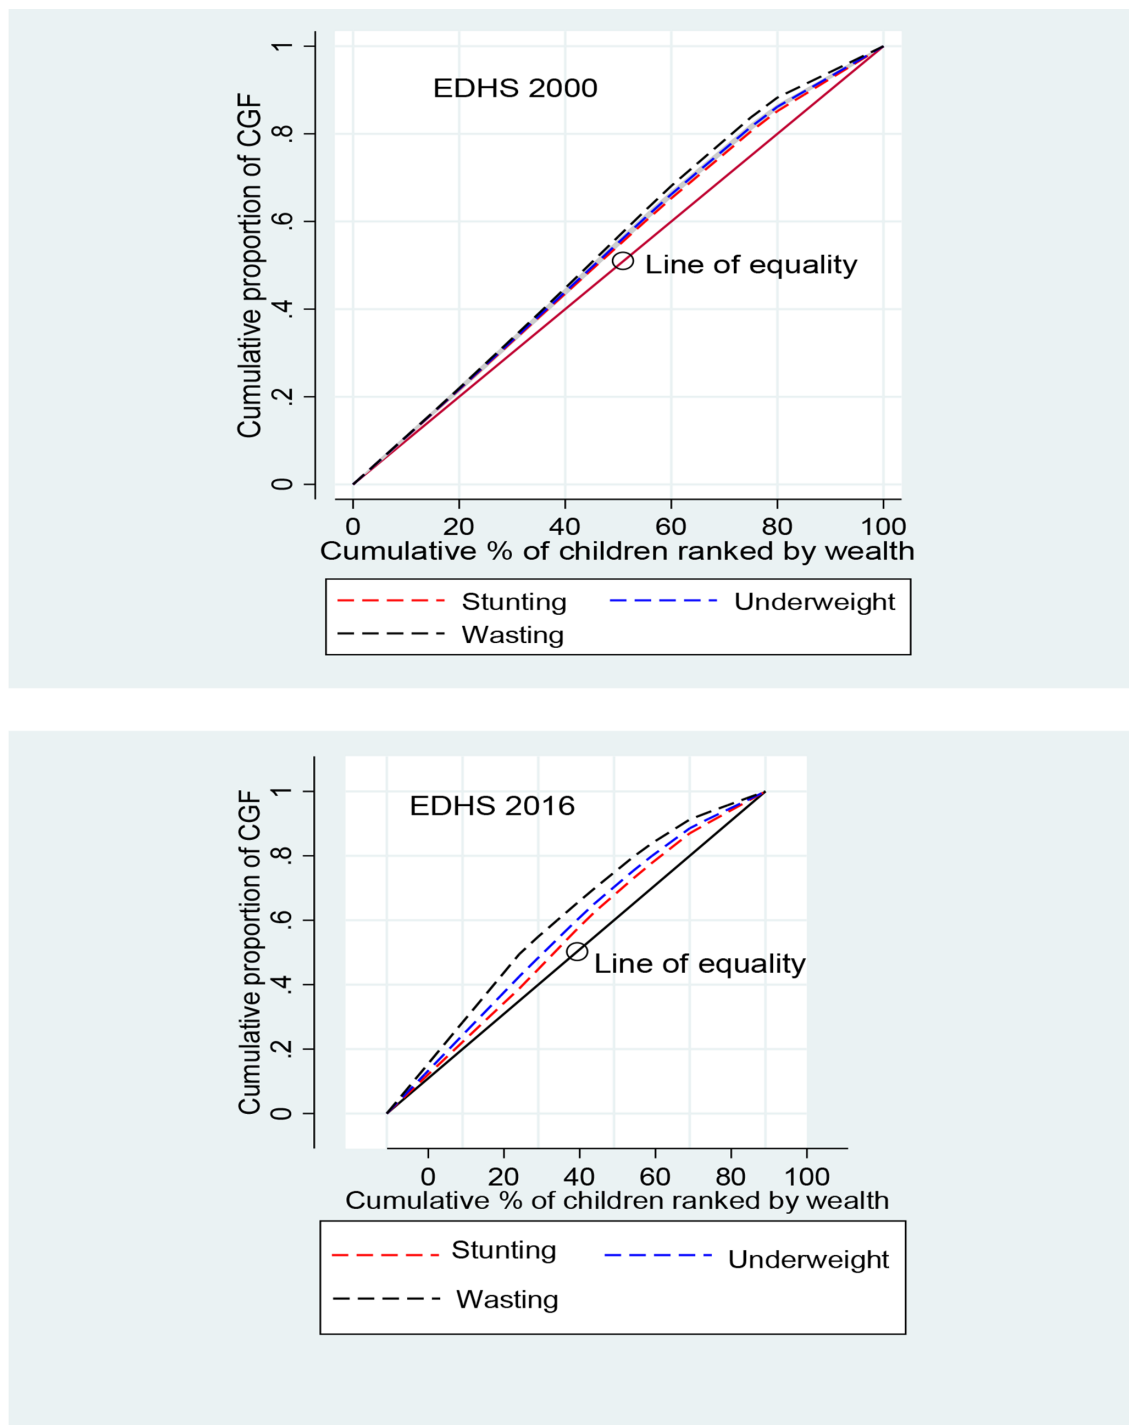 EDHS 2000
Cumulative proportion of CGF
1
.8
.6
.4
.2
0
Line of equality
0 20 40 60 80 100
Cumulative % of children ranked by wealth
Stunting Underweight
Wasting
EDHS 2016
Cumulative proportion of CGF
1
.8
.6
.4
.2
0
Line of equality
0 20 40 60 80 100
Cumulative % of children ranked by wealth
Stunting Underweight
Wasting